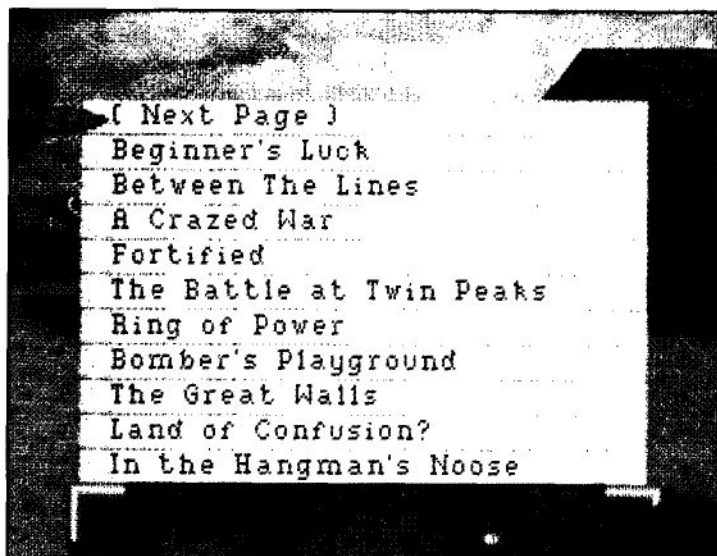 [ Next Page ]
Beginner's Luck
Between The Lines
A Crazed War
Fortified
The Battle at Twin Peaks
Ring of Power
Bomber's Playground
The Great Walls
Land of Confusion?
In the Hangman's Noose